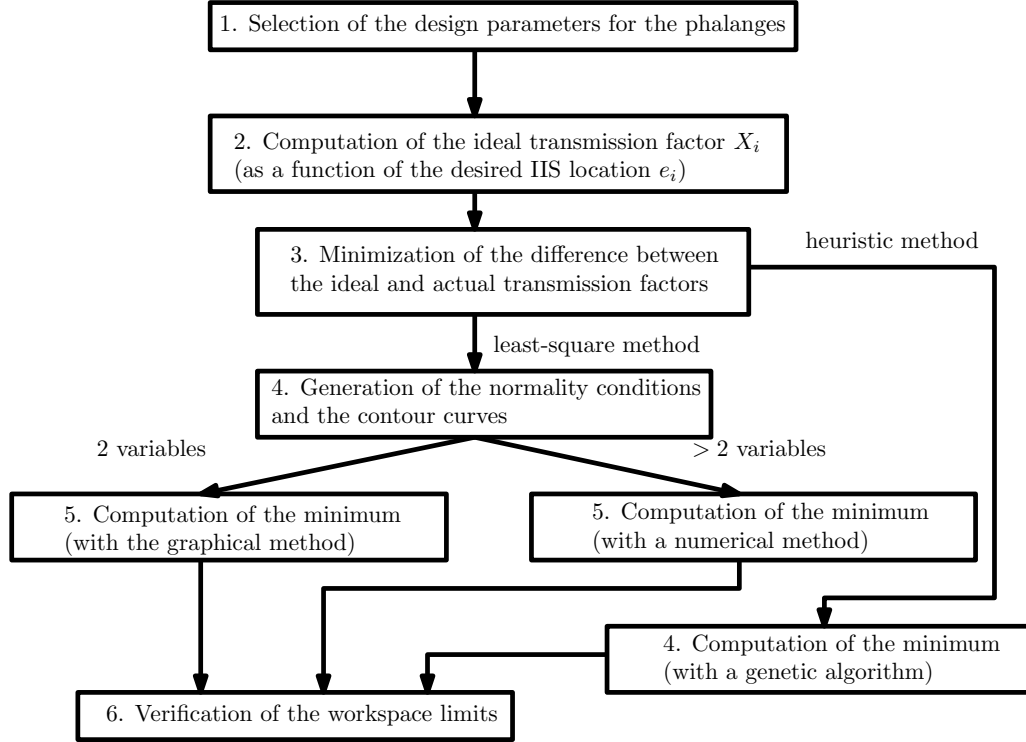 1. Selection of the design parameters for the phalanges
2. Computation of the ideal transmission factor X_i
(as a function of the desired IIS location e_i)
3. Minimization of the difference between
the ideal and actual transmission factors
heuristic method
least-square method
4. Generation of the normality conditions
and the contour curves
2 variables
> 2 variables
5. Computation of the minimum
(with the graphical method)
5. Computation of the minimum
(with a numerical method)
4. Computation of the minimum
(with a genetic algorithm)
6. Verification of the workspace limits